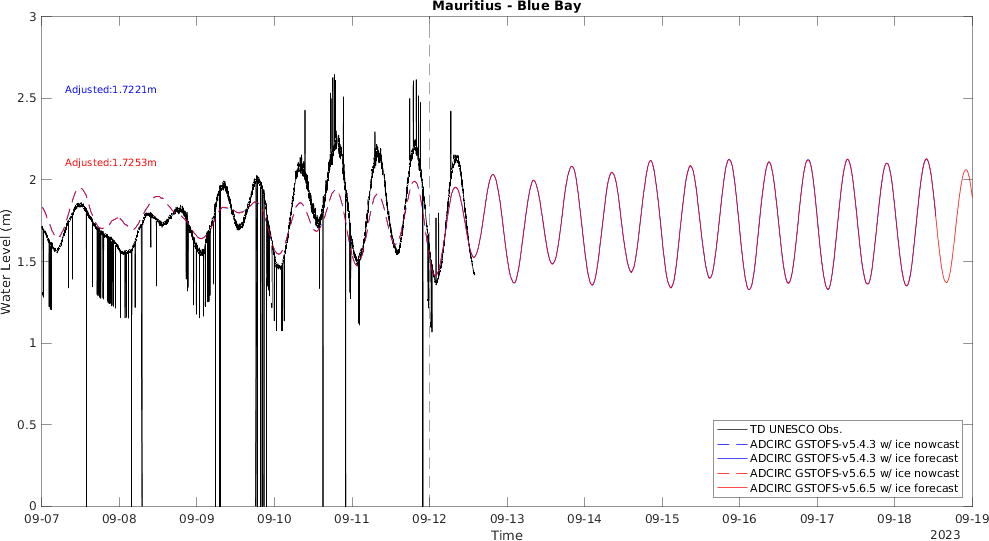 Mauritius - Blue Bay
3
2.5
2
1.5
1
0.5
0
Water Level (m)
Adjusted:1.7221m
Adjusted:1.7253m
TD UNESCO Obs.
ADCIRC GSTOFS-v5.4.3 w/ ice nowcast
ADCIRC GSTOFS-v5.4.3 w/ ice forecast
ADCIRC GSTOFS-v5.6.5 w/ ice nowcast
ADCIRC GSTOFS-v5.6.5 w/ ice forecast
09-07 09-08 09-09 09-10 09-11 09-12 09-13 09-14 09-15 09-16 09-17 09-18 09-19
Time
2023